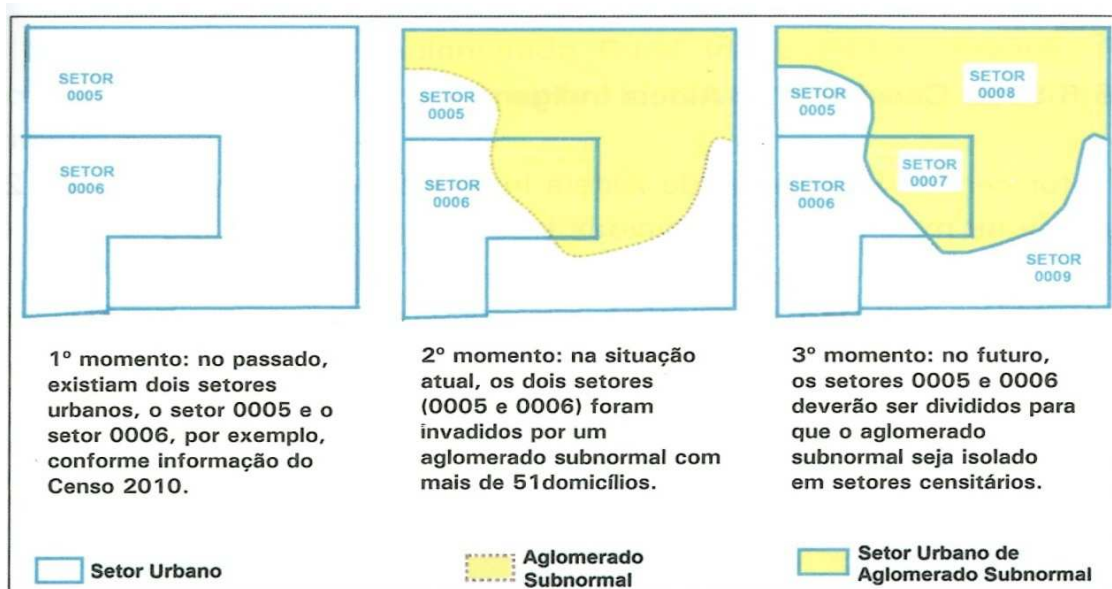 SETOR
0005
SETOR
0006
SETOR
0005
SETOR
0006
SETOR
0008
SETOR
0005
SETOR
0007
SETOR
0006
SETOR
0009
1º momento: no passado,
existiam dois setores
urbanos, o setor 0005 e o
setor 0006, por exemplo,
conforme informação do
Censo 2010.
2º momento: na situação
atual, os dois setores
(0005 e 0006) foram
invadidos por um
aglomerado subnormal com
mais de 51domicílios.
3º momento: no futuro,
os setores 0005 e 0006
deverão ser divididos para
que o aglomerado
subnormal seja isolado
em setores censitários.
Setor Urbano
Aglomerado
Subnormal
Setor Urbano de
Aglomerado Subnormal